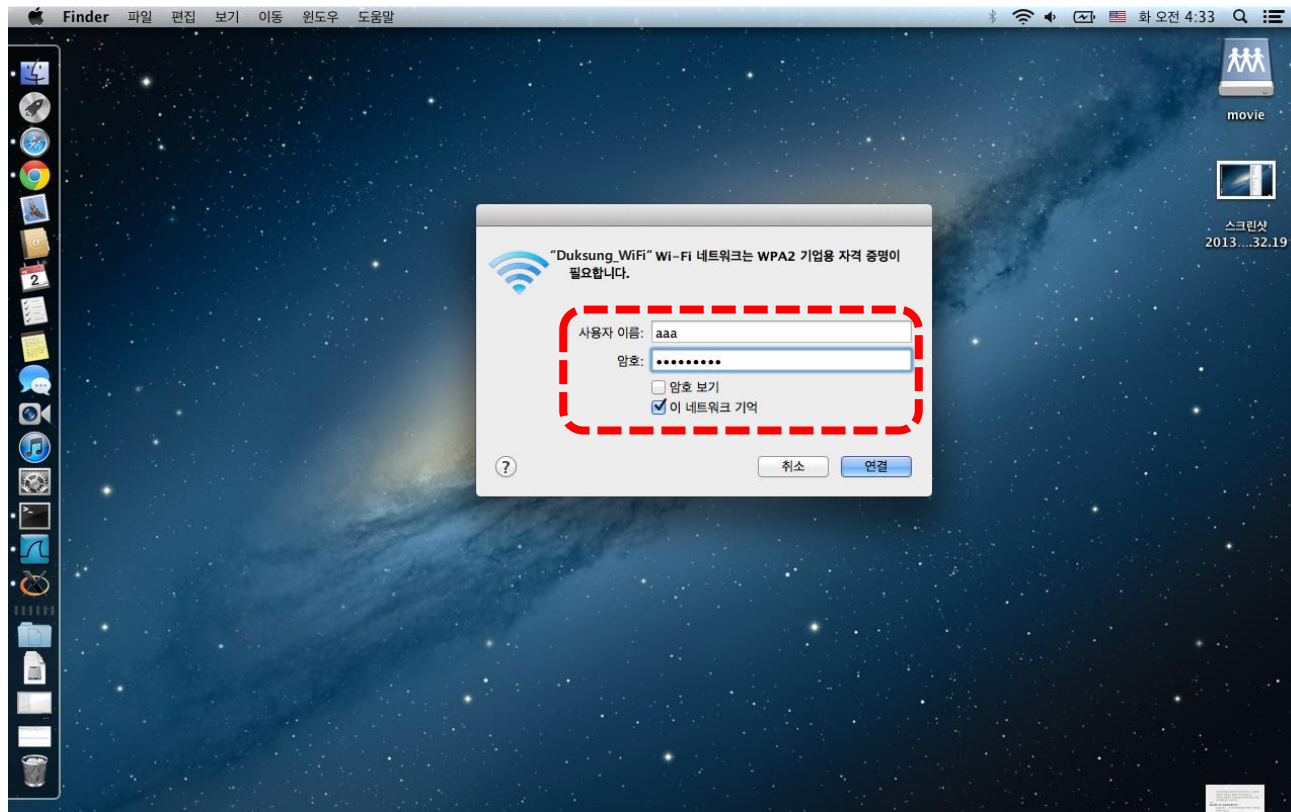 Finder 파일 편집 보기 이동 윈도우 도움말 화 오전 4:33
movie
스크린샷
2013....32.19
2
"Duksung_WiFi" Wi-Fi 네트워크는 WPA2 기업용 자격 증명이
필요합니다.
사용자 이름: aaa
암호: •••••••••
암호 보기
이 네트워크 기억
? 취소 연결